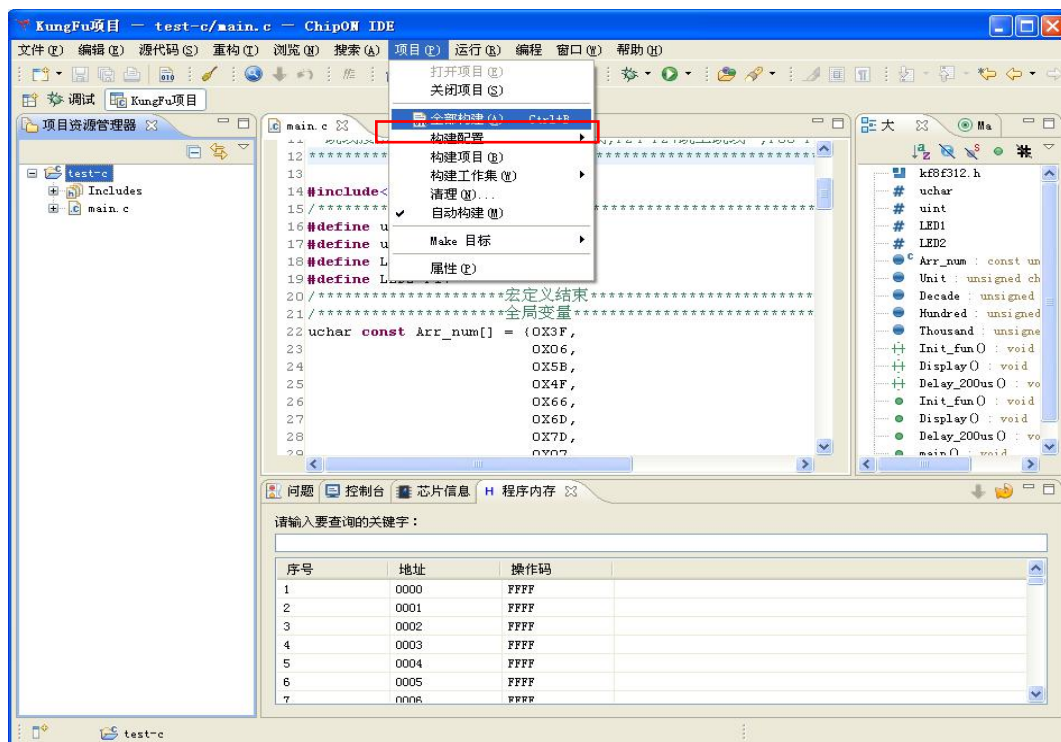 KungFu项目 — test-c/main.c — ChipON IDE
文件(F) 编辑(E) 源代码(S) 重构(T) 浏览(N) 搜索(A) 项目(P) 运行(R) 编程 窗口(W) 帮助(H)
调试 KungFu项目
打开项目(E)
关闭项目(S)
全部构建(A) Ctrl+B
构建配置
构建项目(B)
构建工作集(W)
清理(N)...
自动构建(M)
Make 目标
属性(P)
项目资源管理器
test-c
Includes
main.c
main.c
11
12 **********
13
14 #include<
15 /********
16 #define u
17 #define u
18 #define L
19 #define
20 /*********************宏定义结束*************************
21 /*********************全局变量***************************
22 uchar const Arr_num[] = {0X3F,
23 0X06,
24 0X5B,
25 0X4F,
26 0X66,
27 0X6D,
28 0X7D,
29 0X07
大 Ma
kf8f312.h
# uchar
# uint
# LED1
# LED2
Arr_num : const un
Unit : unsigned ch
Decade : unsigned
Hundred : unsigned
Thousand : unsigne
Init_fun() : void
Display() : void
Delay_200us() : vo
Init_fun() : void
Display() : void
Delay_200us() : vo
main() : void
问题 控制台 芯片信息 H 程序内存
请输入要查询的关键字：
序号 地址 操作码
1 0000 FFFF
2 0001 FFFF
3 0002 FFFF
4 0003 FFFF
5 0004 FFFF
6 0005 FFFF
7 0006 FFFF
test-c